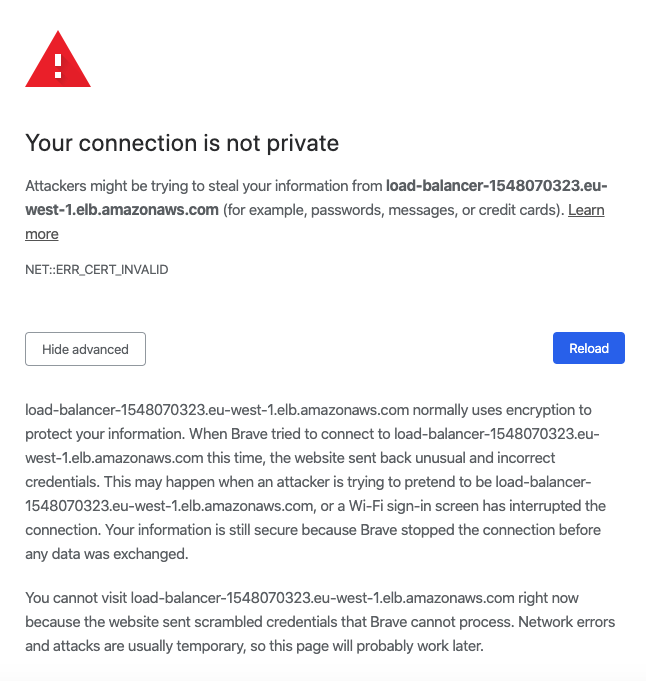 Your connection is not private
Attackers might be trying to steal your information from load-balancer-1548070323.eu-
west-1.elb.amazonaws.com (for example, passwords, messages, or credit cards). Learn
more
NET::ERR_CERT_INVALID
Hide advanced
Reload
load-balancer-1548070323.eu-west-1.elb.amazonaws.com normally uses encryption to
protect your information. When Brave tried to connect to load-balancer-1548070323.eu-
west-1.elb.amazonaws.com this time, the website sent back unusual and incorrect
credentials. This may happen when an attacker is trying to pretend to be load-balancer-
1548070323.eu-west-1.elb.amazonaws.com, or a Wi-Fi sign-in screen has interrupted the
connection. Your information is still secure because Brave stopped the connection before
any data was exchanged.
You cannot visit load-balancer-1548070323.eu-west-1.elb.amazonaws.com right now
because the website sent scrambled credentials that Brave cannot process. Network errors
and attacks are usually temporary, so this page will probably work later.